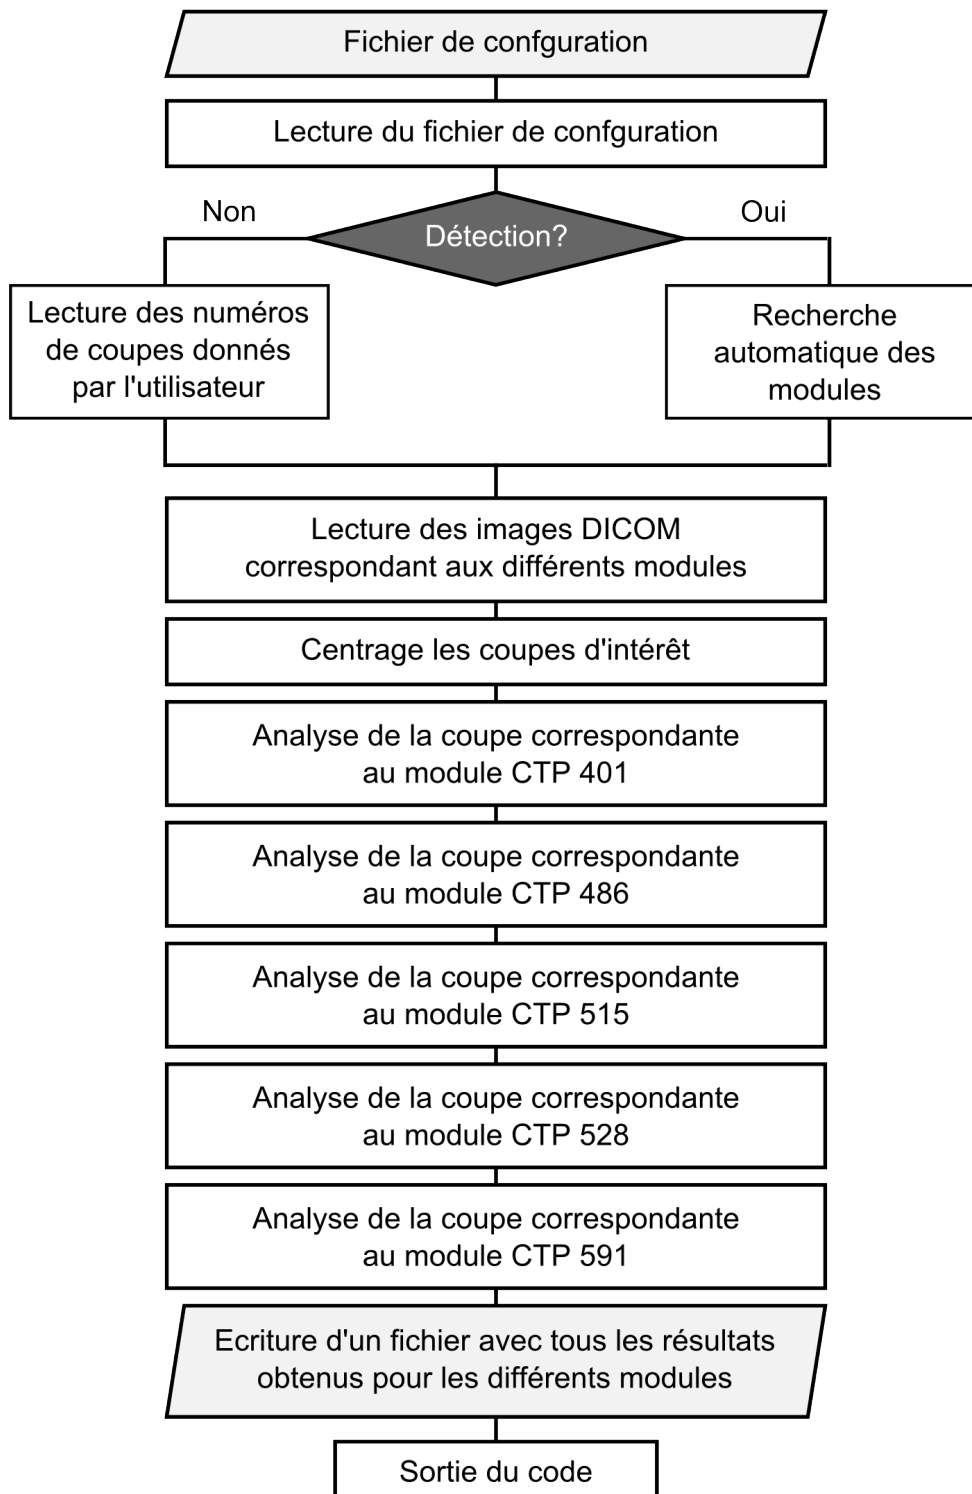 Fichier de confguration
Lecture du fichier de confguration
Non
Oui
Détection?
Lecture des numéros
de coupes donnés
par l'utilisateur
Recherche
automatique des
modules
Lecture des images DICOM
correspondant aux différents modules
Centrage les coupes d'intérêt
Analyse de la coupe correspondante
au module CTP 401
Analyse de la coupe correspondante
au module CTP 486
Analyse de la coupe correspondante
au module CTP 515
Analyse de la coupe correspondante
au module CTP 528
Analyse de la coupe correspondante
au module CTP 591
Ecriture d'un fichier avec tous les résultats
obtenus pour les différents modules
Sortie du code